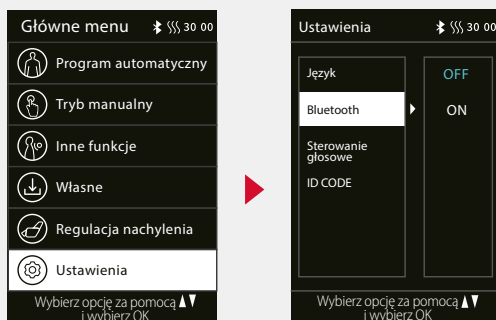 Główne menu 30 00
Program automatyczny
Tryb manualny
Inne funkcje
Własne
Regulacja nachylenia
Ustawienia
Wybierz opcję za pomocą
i wybierz OK
Ustawienia 30 00
Język
Bluetooth
Sterowanie
głosowe
ID CODE
OFF
ON
Wybierz opcję za pomocą
i wybierz OK